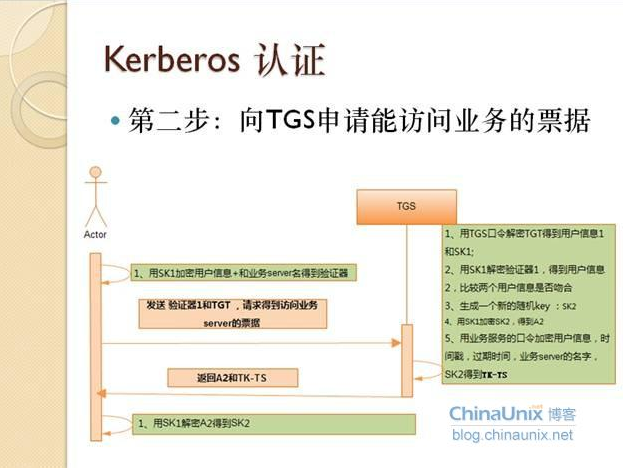 Kerberos 认证
• 第二步：向TGS申请能访问业务的票据
Actor
TGS
1、用SK1加密用户信息+和业务server名得到验证器
发送 验证器1和TGT ，请求得到访问业务
server的票据
1、用TGS口令解密TGT得到用户信息1
和SK1;
2、用SK1解密验证器1，得到用户信息
2，比较两个用户信息是否吻合
3、生成一个新的随机key ：SK2
4、用SK1加密SK2，得到A2
5、用业务服务的口令加密用户信息，时
间戳，过期时间，业务server的名字，
SK2得到TK-TS
返回A2和TK-TS
1、用SK1解密A2得到SK2
ChinaUnix.net 博客
blog.chinaunix.net